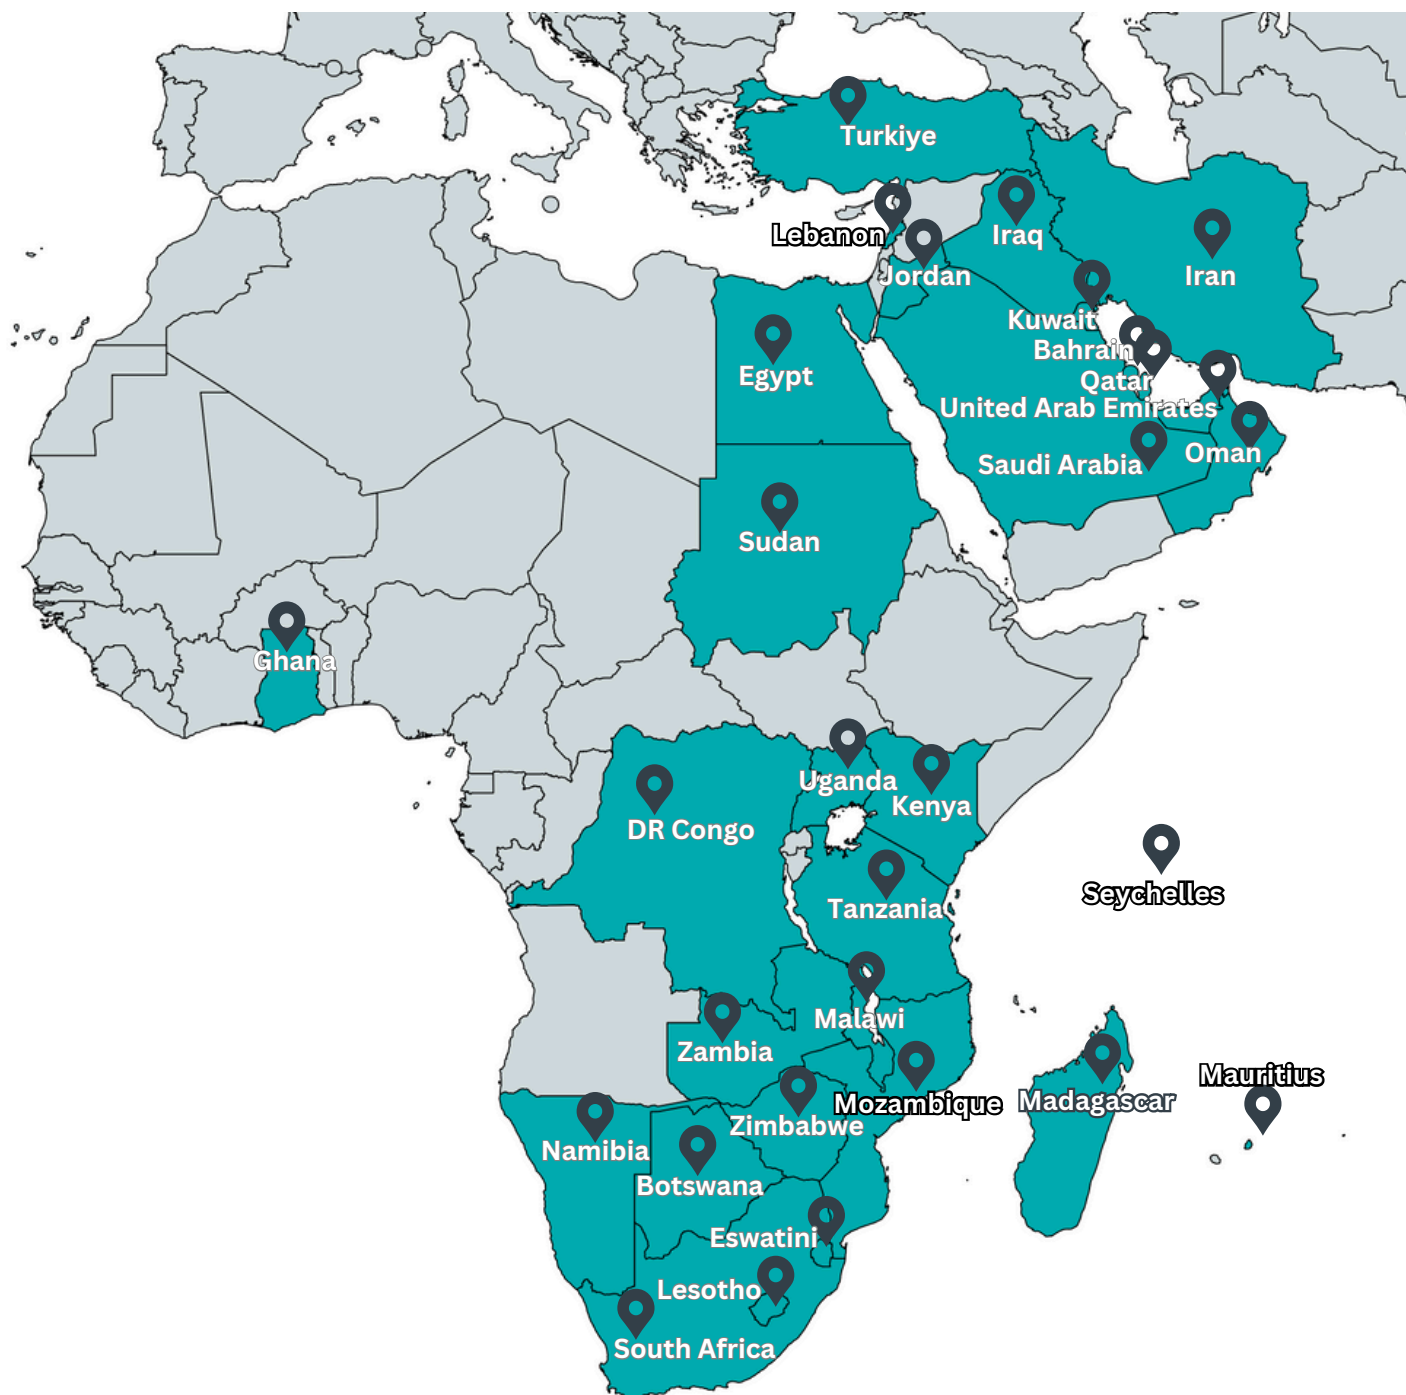 Turkiye
Lebanon
Iraq
Jordan
Iran
Kuwait
Bahrain
Egypt
Qatar
United Arab Emirates
Oman
Saudi Arabia
Sudan
Ghana
Uganda
Kenya
DR Congo
Seychelles
Tanzania
Malawi
Zambia
Mauritius
Madagascar
Mozambique
Zimbabwe
Namibia
Botswana
Eswatini
Lesotho
South Africa